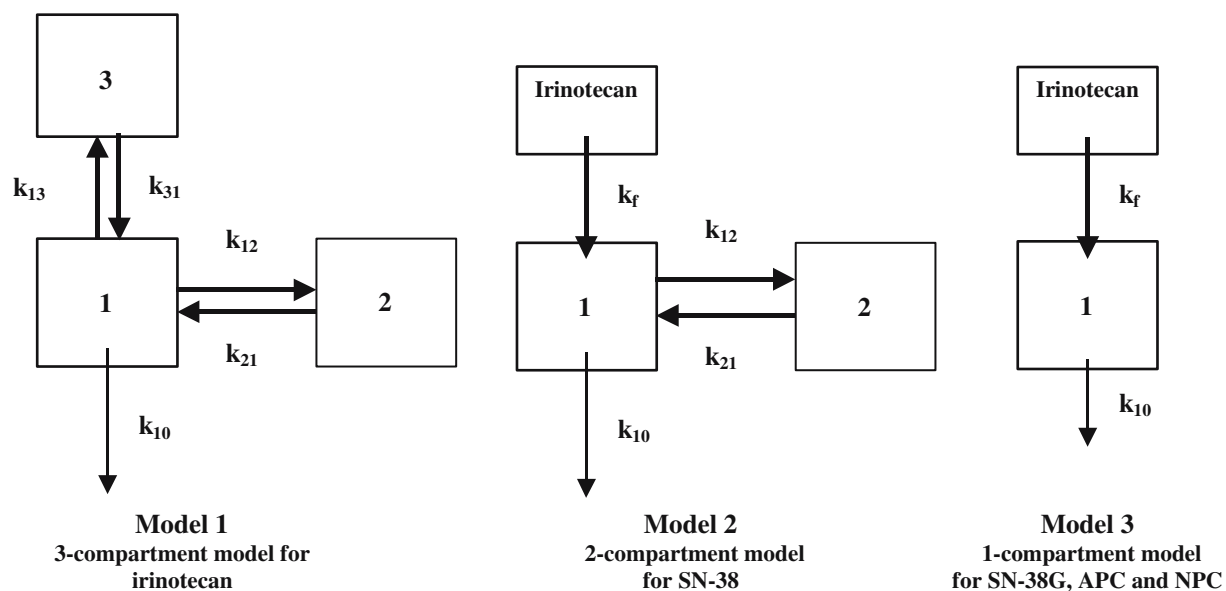 3
k13
k31
1
k12
k21
2
k10
Model 1
3-compartment model for
irinotecan
Irinotecan
kf
1
k12
k21
2
k10
Model 2
2-compartment model
for SN-38
Irinotecan
kf
1
k10
Model 3
1-compartment model
for SN-38G, APC and NPC